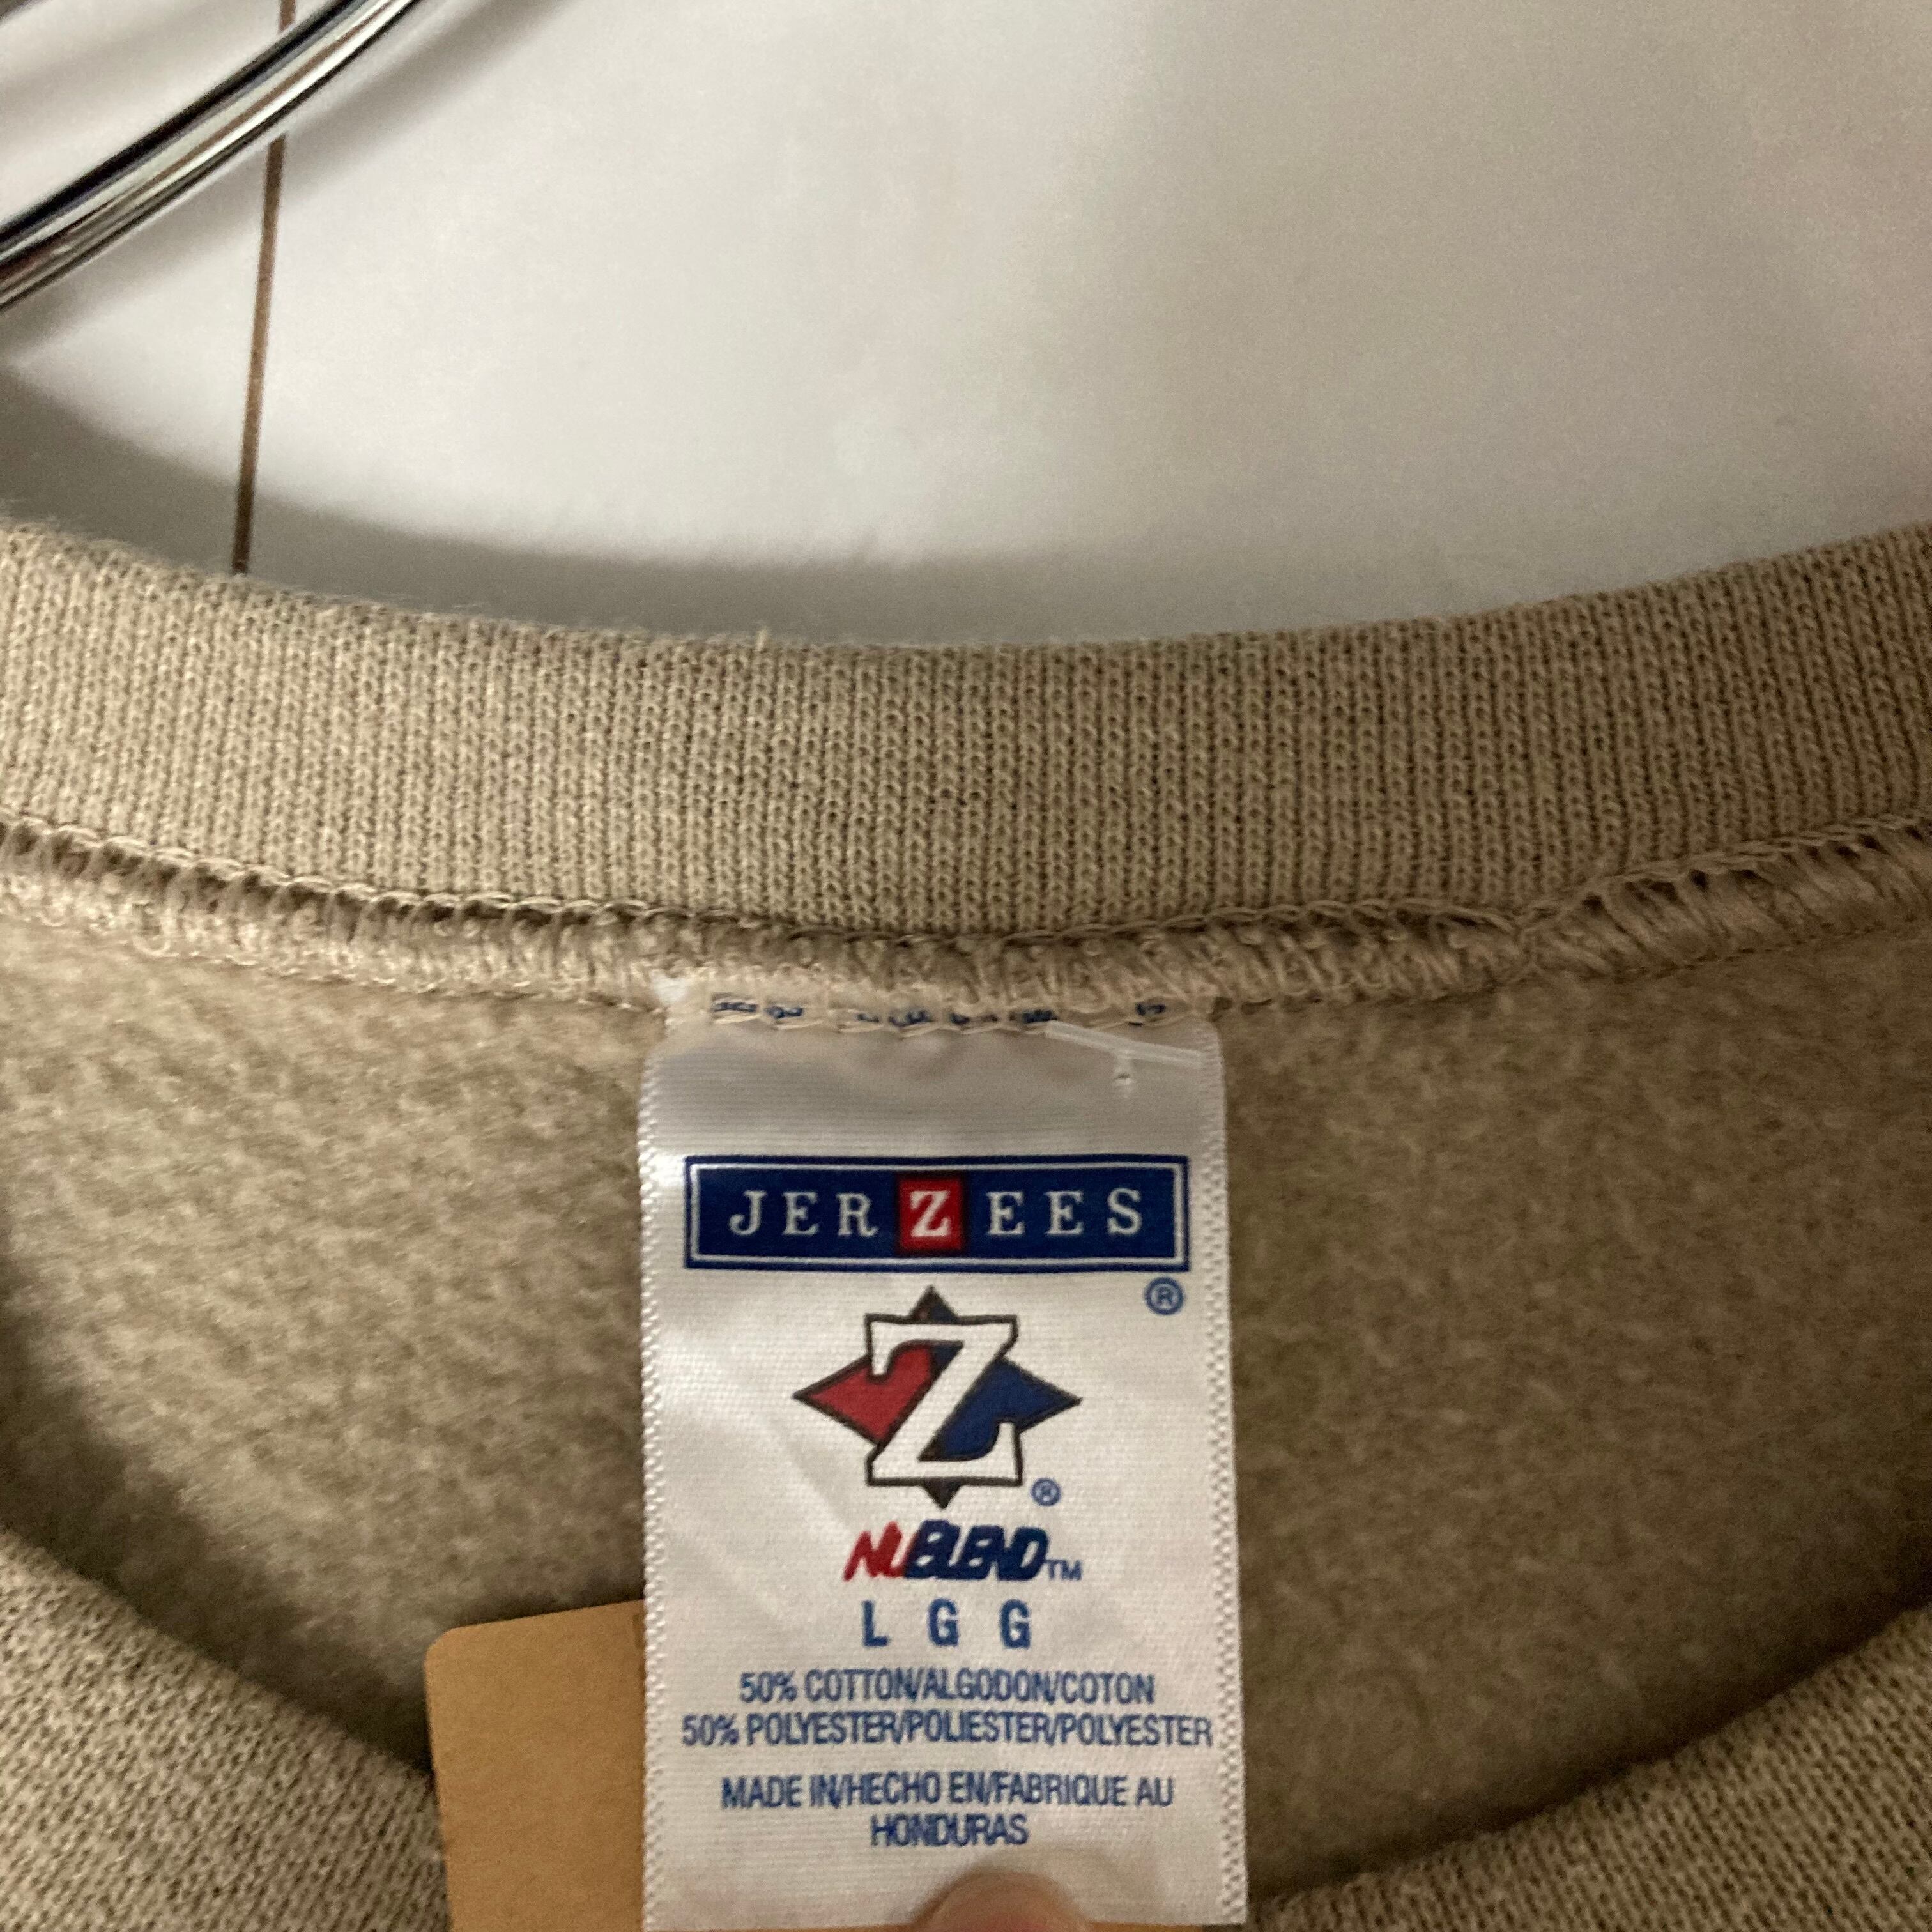 JERZEES
®
Z
®
NUBLEND™
L G G
50% COTTON/ALGODON/COTON
50% POLYESTER/POLIESTER/POLYESTER
MADE IN/HECHO EN/FABRIQUE AU
HONDURAS